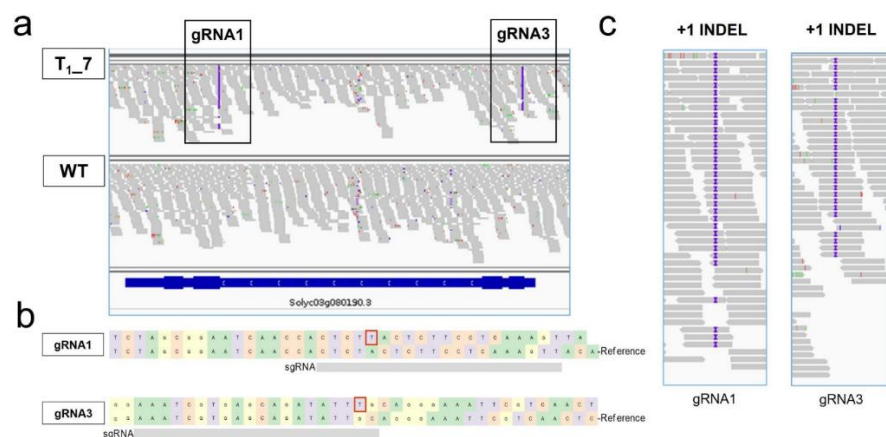 a
gRNA1
gRNA3
T₁_7
WT
Solyc03g080190.3
b
gRNA1
T C T A G C G G A A T C A A C C A C T C T T A C T C T T C C T C A A A G T T A
T C T A G C G G A A T C A A C C A C T C T A C T C T T C C T C A A A G T T A C A -Reference
sgRNA
gRNA3
G G A A A T C G T G A G C A G A T A T T T G C A G G G A A A T T C G T C A A C T
G G A A A T C G T G A G C A G A T A T T G C A G G G A A A T T C G T C A A C T C -Reference
sgRNA
c
+1 INDEL
+1 INDEL
gRNA1
gRNA3